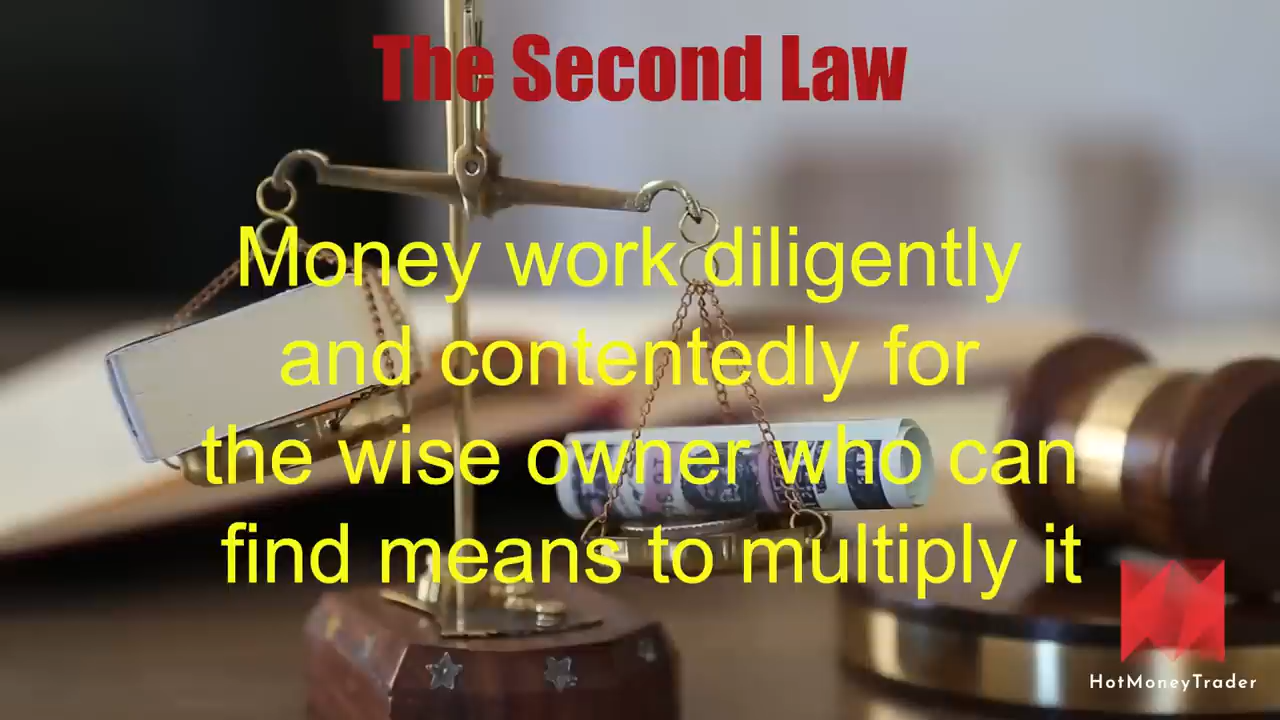 The Second Law
Money work diligently
and contentedly for
the wise owner who can
find means to multiply it
HotMoneyTrader